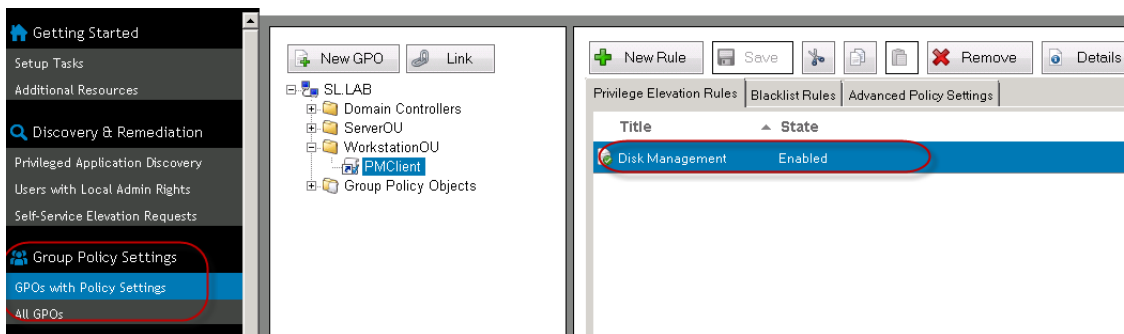 Getting Started
Setup Tasks
Additional Resources
Discovery & Remediation
Privileged Application Discovery
Users with Local Admin Rights
Self-Service Elevation Requests
Group Policy Settings
GPOs with Policy Settings
All GPOs
New GPO Link
SL.LAB
Domain Controllers
ServerOU
WorkstationOU
PMClient
Group Policy Objects
New Rule Save Remove Details
Privilege Elevation Rules Blacklist Rules Advanced Policy Settings
Title State
Disk Management Enabled